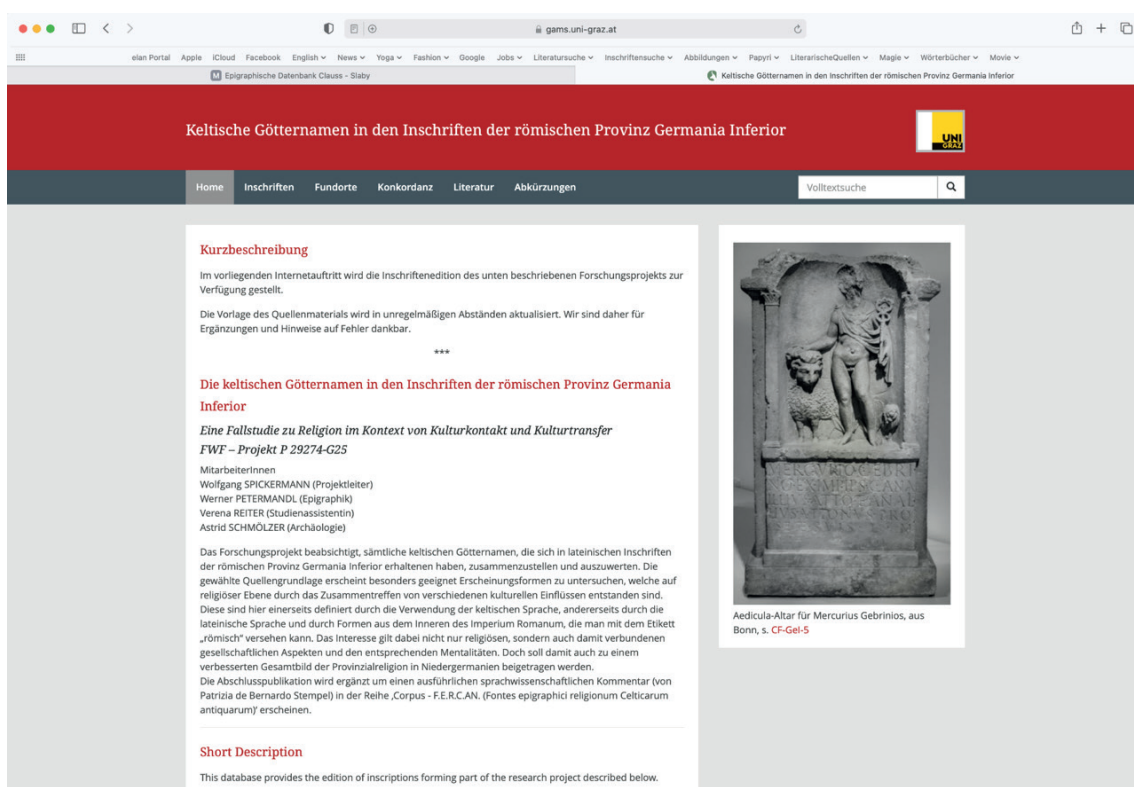 gams.uni-graz.at
elan Portal Apple iCloud Facebook English News Yoga Fashion Google Jobs Literatursuche Inschriftensuche Abbildungen Papyri LiterarischeQuellen Magie Wörterbücher Movie
M Epigraphische Datenbank Clauss - Slaby
Keltische Götternamen in den Inschriften der römischen Provinz Germania Inferior
Keltische Götternamen in den Inschriften der römischen Provinz Germania Inferior
UNI
GRAZ
Home Inschriften Fundorte Konkordanz Literatur Abkürzungen
Volltextsuche
Kurzbeschreibung
Im vorliegenden Internetauftritt wird die Inschriftenedition des unten beschriebenen Forschungsprojekts zur
Verfügung gestellt.
Die Vorlage des Quellenmaterials wird in unregelmäßigen Abständen aktualisiert. Wir sind daher für
Ergänzungen und Hinweise auf Fehler dankbar.
***
Die keltischen Götternamen in den Inschriften der römischen Provinz Germania
Inferior
Eine Fallstudie zu Religion im Kontext von Kulturkontakt und Kulturtransfer
FWF – Projekt P 29274-G25
MitarbeiterInnen
Wolfgang SPICKERMANN (Projektleiter)
Werner PETERMANDL (Epigraphik)
Verena REITER (Studienassistentin)
Astrid SCHMÖLZER (Archäologie)
Das Forschungsprojekt beabsichtigt, sämtliche keltischen Götternamen, die sich in lateinischen Inschriften
der römischen Provinz Germania Inferior erhaltenen haben, zusammenzustellen und auszuwerten. Die
gewählte Quellengrundlage erscheint besonders geeignet Erscheinungsformen zu untersuchen, welche auf
religiöser Ebene durch das Zusammentreffen von verschiedenen kulturellen Einflüssen entstanden sind.
Diese sind hier einerseits definiert durch die Verwendung der keltischen Sprache, andererseits durch die
lateinische Sprache und durch Formen aus dem Inneren des Imperium Romanum, die man mit dem Etikett
„römisch“ versehen kann. Das Interesse gilt dabei nicht nur religiösen, sondern auch damit verbundenen
gesellschaftlichen Aspekten und den entsprechenden Mentalitäten. Doch soll damit auch zu einem
verbesserten Gesamtbild der Provinzialreligion in Niedergermanien beigetragen werden.
Die Abschlusspublikation wird ergänzt um einen ausführlichen sprachwissenschaftlichen Kommentar (von
Patrizia de Bernardo Stempel) in der Reihe ‚Corpus - F.E.R.C.AN. (Fontes epigraphici religionum Celticarum
antiquarum)‘ erscheinen.
Short Description
This database provides the edition of inscriptions forming part of the research project described below.
MERCVRIO GEBRI
Aedicula-Altar für Mercurius Gebrinios, aus
Bonn, s. CF-Gel-5